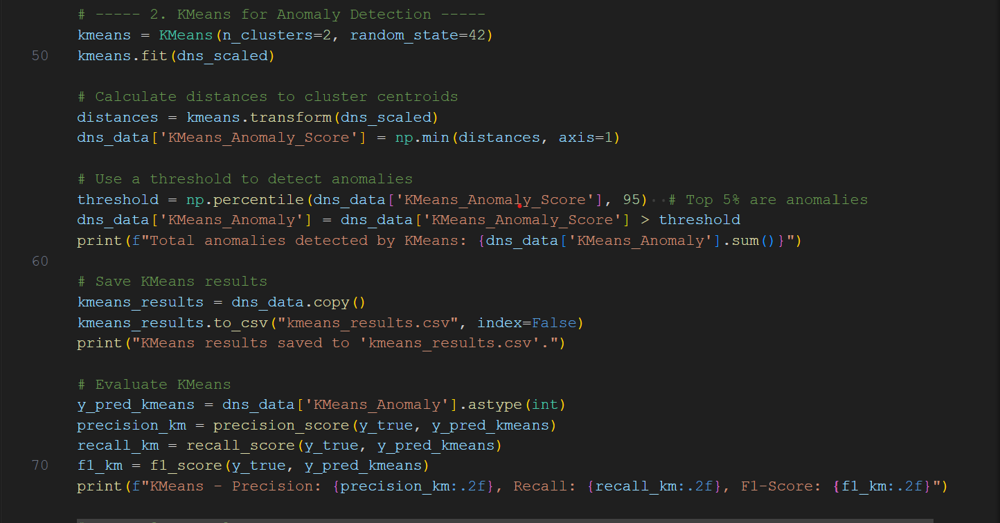 # ----- 2. KMeans for Anomaly Detection -----
kmeans = KMeans(n_clusters=2, random_state=42)
50 kmeans.fit(dns_scaled)
# Calculate distances to cluster centroids
distances = kmeans.transform(dns_scaled)
dns_data['KMeans_Anomaly_Score'] = np.min(distances, axis=1)
# Use a threshold to detect anomalies
threshold = np.percentile(dns_data['KMeans_Anomaly_Score'], 95)  # Top 5% are anomalies
dns_data['KMeans_Anomaly'] = dns_data['KMeans_Anomaly_Score'] > threshold
print(f"Total anomalies detected by KMeans: {dns_data['KMeans_Anomaly'].sum()}")
60
# Save KMeans results
kmeans_results = dns_data.copy()
kmeans_results.to_csv("kmeans_results.csv", index=False)
print("KMeans results saved to 'kmeans_results.csv'.")
# Evaluate KMeans
y_pred_kmeans = dns_data['KMeans_Anomaly'].astype(int)
precision_km = precision_score(y_true, y_pred_kmeans)
recall_km = recall_score(y_true, y_pred_kmeans)
70 f1_km = f1_score(y_true, y_pred_kmeans)
print(f"KMeans - Precision: {precision_km:.2f}, Recall: {recall_km:.2f}, F1-Score: {f1_km:.2f}")